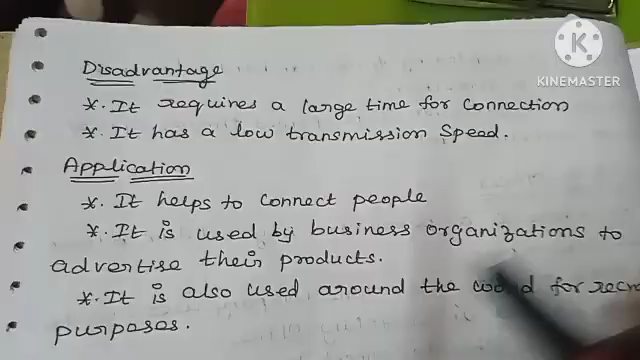 Disadvantage
*. It requires a large time for connection
*. It has a low transmission speed.
Application
*. It helps to connect people
*. It is used by business organizations to
advertise their products.
*. It is also used around the for
purposes.
K
KINEMASTER